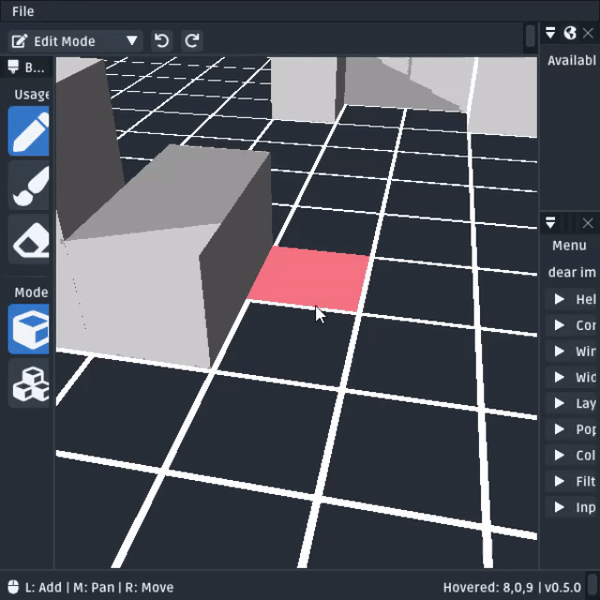 File
Edit Mode
B...
Usage
Mode
Availabl
Menu
dear im
Hel
Cor
Wir
Wid
Lay
Pop
Col
Filt
Inp
L: Add | M: Pan | R: Move
Hovered: 8,0,9 | v0.5.0